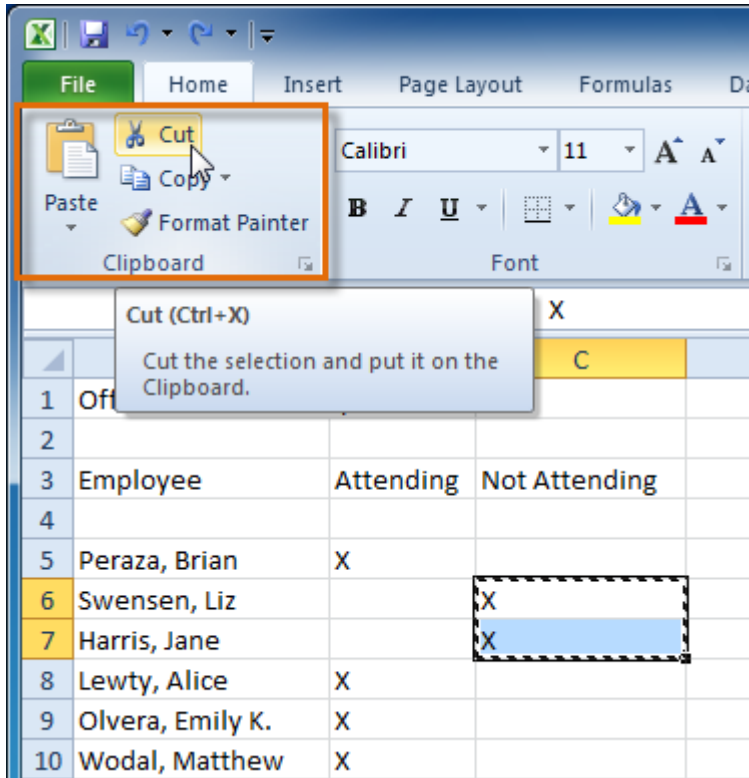 File Home Insert Page Layout Formulas
Cut
Calibri 11 A A
Copy
Paste
B I U A
Format Painter
Clipboard Font
Cut (Ctrl+X) X
Cut the selection and put it on the
Clipboard.
C
1
2
3 Employee Attending Not Attending
4
5 Peraza, Brian X
6 Swensen, Liz X
7 Harris, Jane X
8 Lewty, Alice X
9 Olvera, Emily K. X
10 Wodal, Matthew X